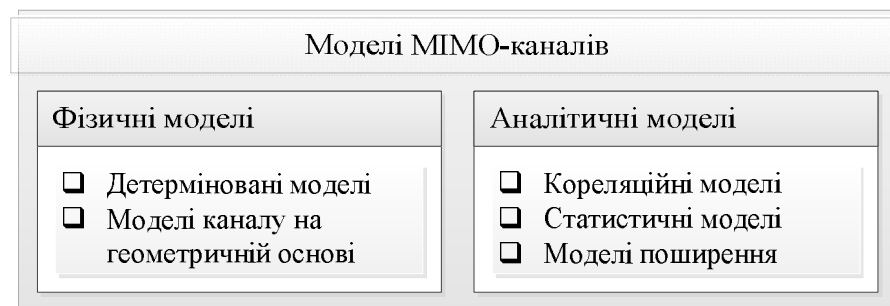 Моделі MIMO-каналів
Фізичні моделі
Детерміновані моделі
Моделі каналу на
геометричній основі
Аналітичні моделі
Кореляційні моделі
Статистичні моделі
Моделі поширення